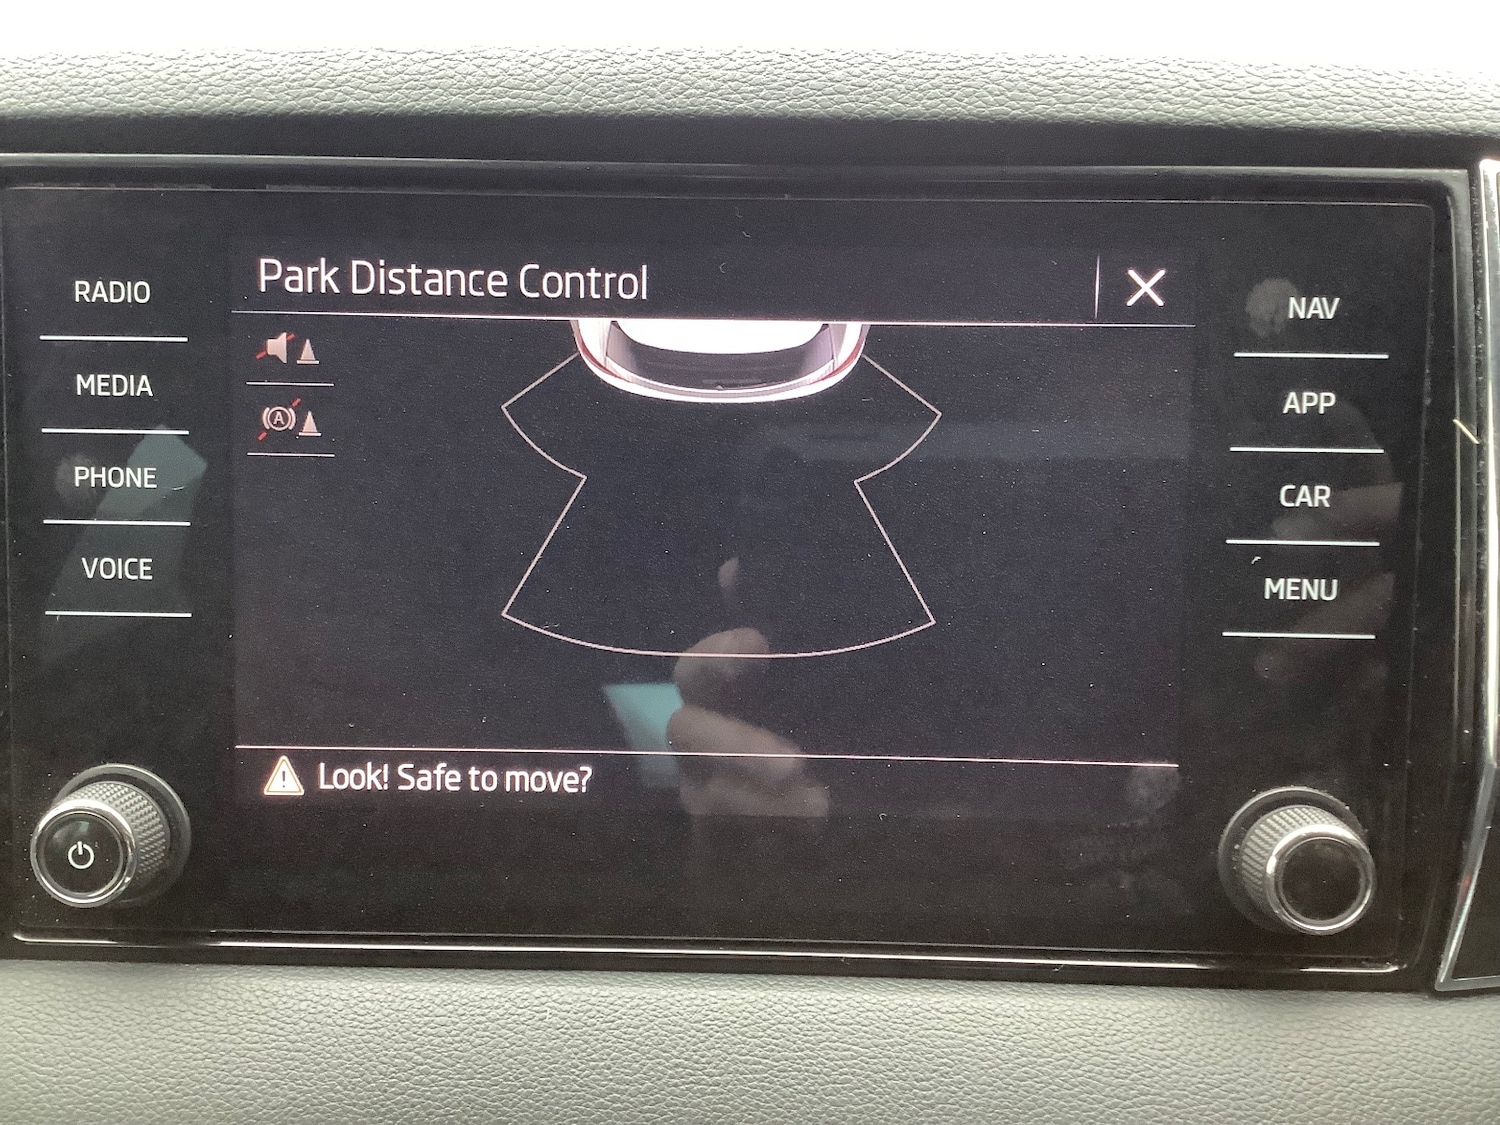 Park Distance Control
RADIO
MEDIA
PHONE
VOICE
A
NAV
APP
CAR
MENU
Look! Safe to move?